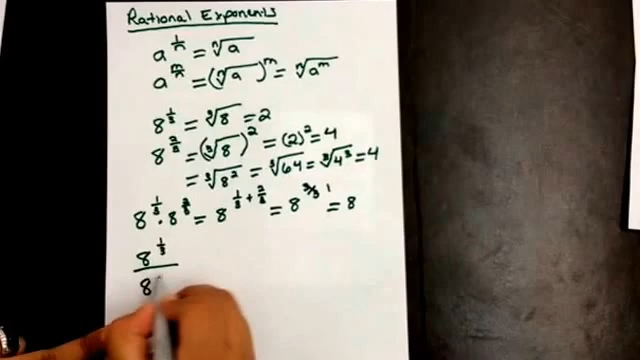 Rational Exponents
a^(1/n) = ⁿ√a
a^(m/n) = (ⁿ√a)^m = ⁿ√(a^m)
8^(1/3) = ³√8 = 2
8^(2/3) = (³√8)² = (2)² = 4
= ³√(8²) = ³√64 = ³√(4³) = 4
8^(1/3) · 8^(2/3) = 8^(1/3 + 2/3) = 8^(3/3) ¹ = 8
8^(1/3)
8